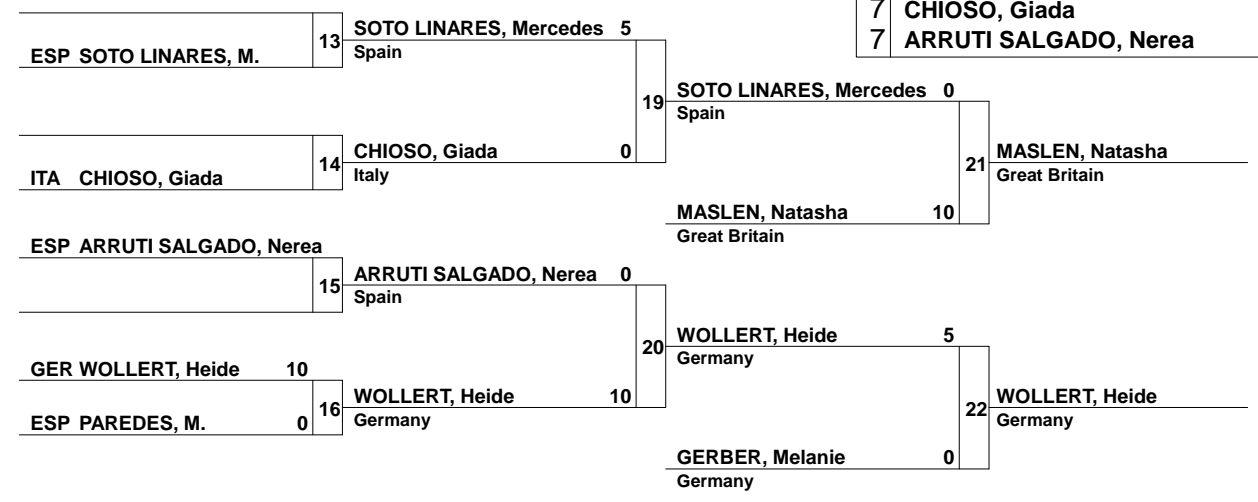 7 CHIOSO, Giada
7 ARRUTI SALGADO, Nerea
SOTO LINARES, Mercedes 5
13
ESP SOTO LINARES, M.
Spain
19
SOTO LINARES, Mercedes 0
Spain
CHIOSO, Giada 0
14
ITA CHIOSO, Giada
Italy
21
MASLEN, Natasha
Great Britain
MASLEN, Natasha 10
Great Britain
ESP ARRUTI SALGADO, Nerea
ARRUTI SALGADO, Nerea 0
15
Spain
20
WOLLERT, Heide 5
Germany
GER WOLLERT, Heide 10
16
WOLLERT, Heide 10
Germany
ESP PAREDES, M. 0
22
WOLLERT, Heide
Germany
GERBER, Melanie 0
Germany